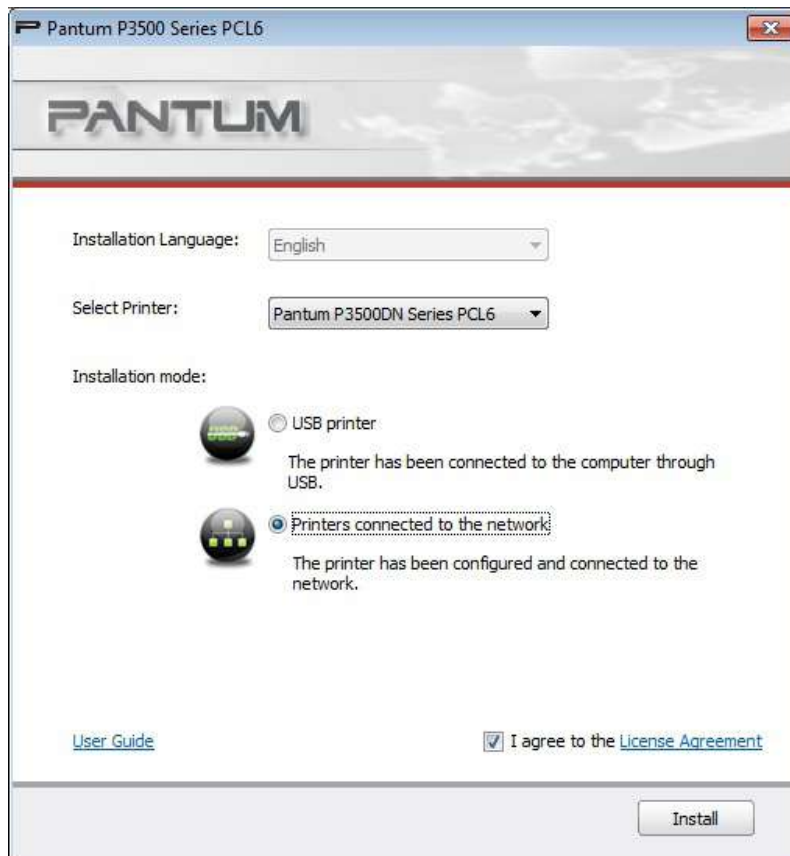 Pantum P3500 Series PCL6
PANTUM
Installation Language:
English
Select Printer:
Pantum P3500DN Series PCL6
Installation mode:
USB
USB printer
The printer has been connected to the computer through
USB.
Printers connected to the network
The printer has been configured and connected to the
network.
User Guide
I agree to the License Agreement
Install